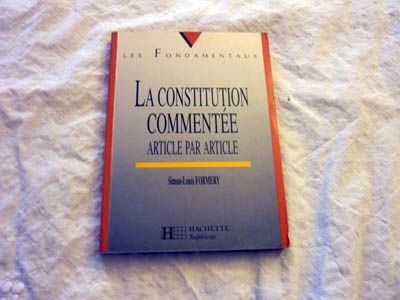 LES FONDAMENTAUX
LA CONSTITUTION
COMMENTÉE
ARTICLE PAR ARTICLE
Simon-Louis FORMERY
H HACHETTE
Supérieur